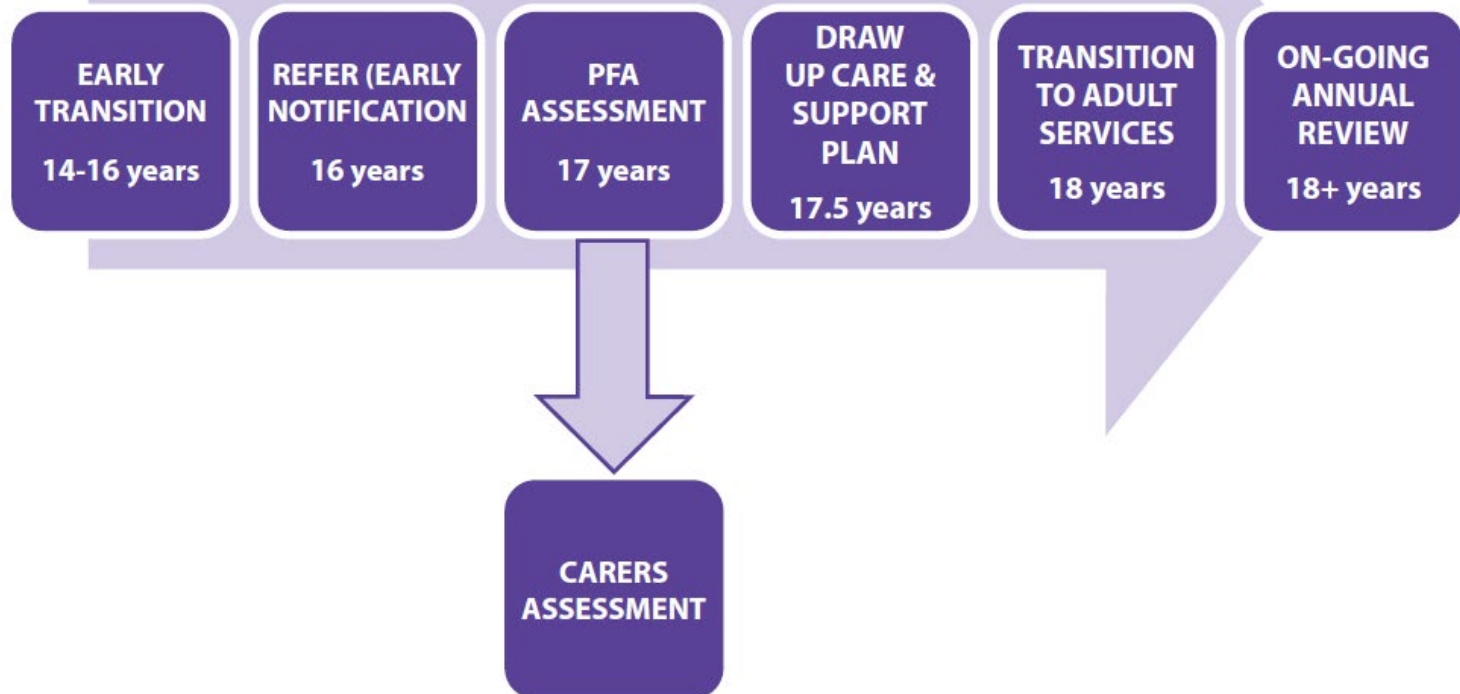 EARLY
TRANSITION
14-16 years
REFER (EARLY
NOTIFICATION
16 years
PFA
ASSESSMENT
17 years
DRAW
UP CARE &
SUPPORT
PLAN
17.5 years
TRANSITION
TO ADULT
SERVICES
18 years
ON-GOING
ANNUAL
REVIEW
18+ years
CARERS
ASSESSMENT